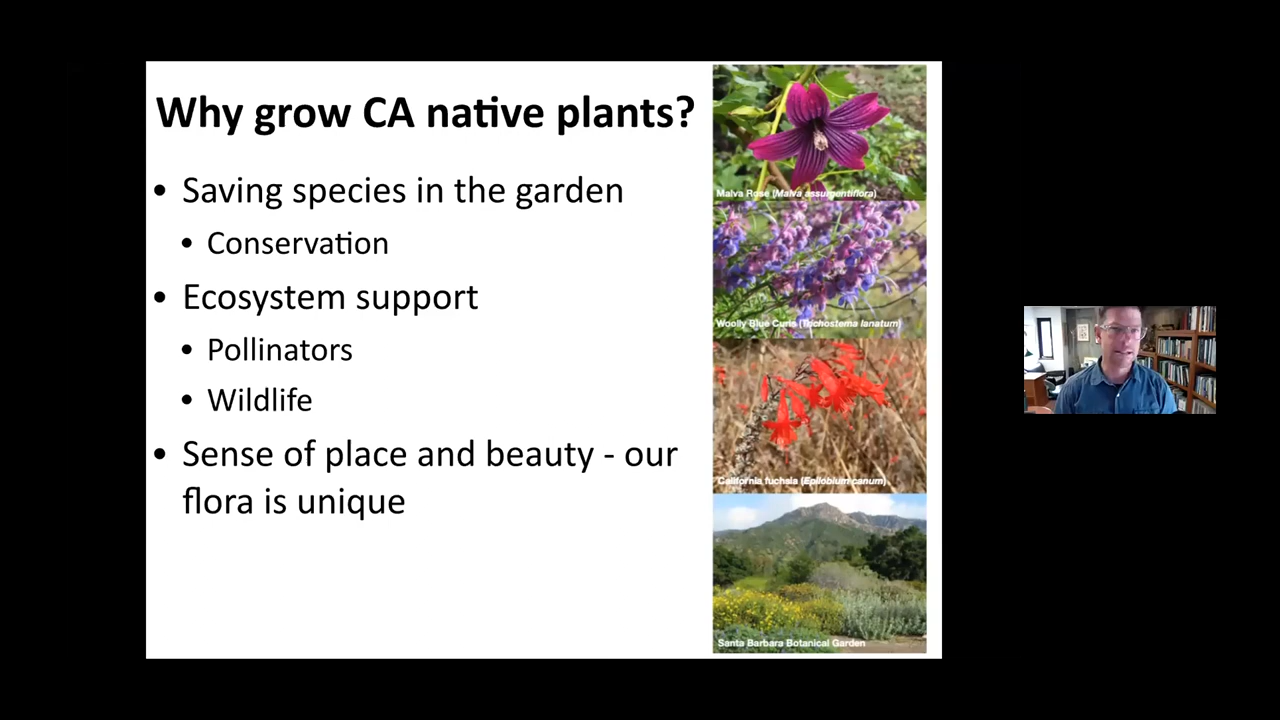 Why grow CA native plants?
• Saving species in the garden
• Conservation
• Ecosystem support
• Pollinators
• Wildlife
• Sense of place and beauty - our
flora is unique
Malva Rose (Malva assurgentiflora)
Woolly Blue Curls (Trichostema lanatum)
California fuchsia (Epilobium canum)
Santa Barbara Botanical Garden